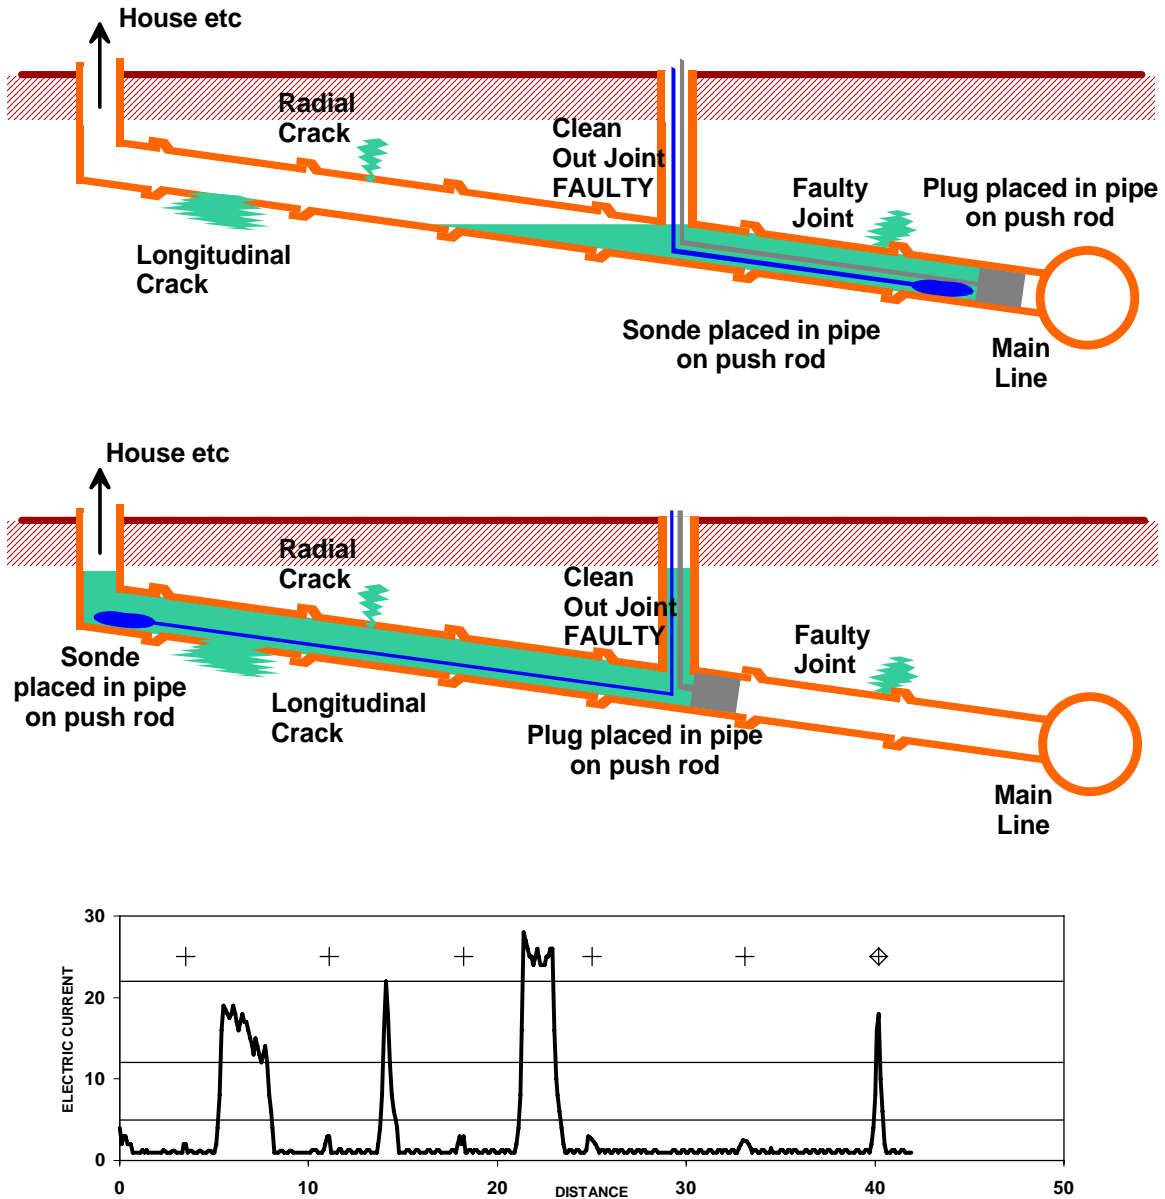 House etc
Radial
Crack
Clean
Out Joint
FAULTY
Faulty
Joint
Plug placed in pipe
on push rod
Longitudinal
Crack
Sonde placed in pipe
on push rod
Main
Line
House etc
Radial
Crack
Clean
Out Joint
FAULTY
Faulty
Joint
Sonde
placed in pipe
on push rod
Longitudinal
Crack
Plug placed in pipe
on push rod
Main
Line
30
20
10
0
ELECTRIC CURRENT
0
10
20
30
40
50
DISTANCE